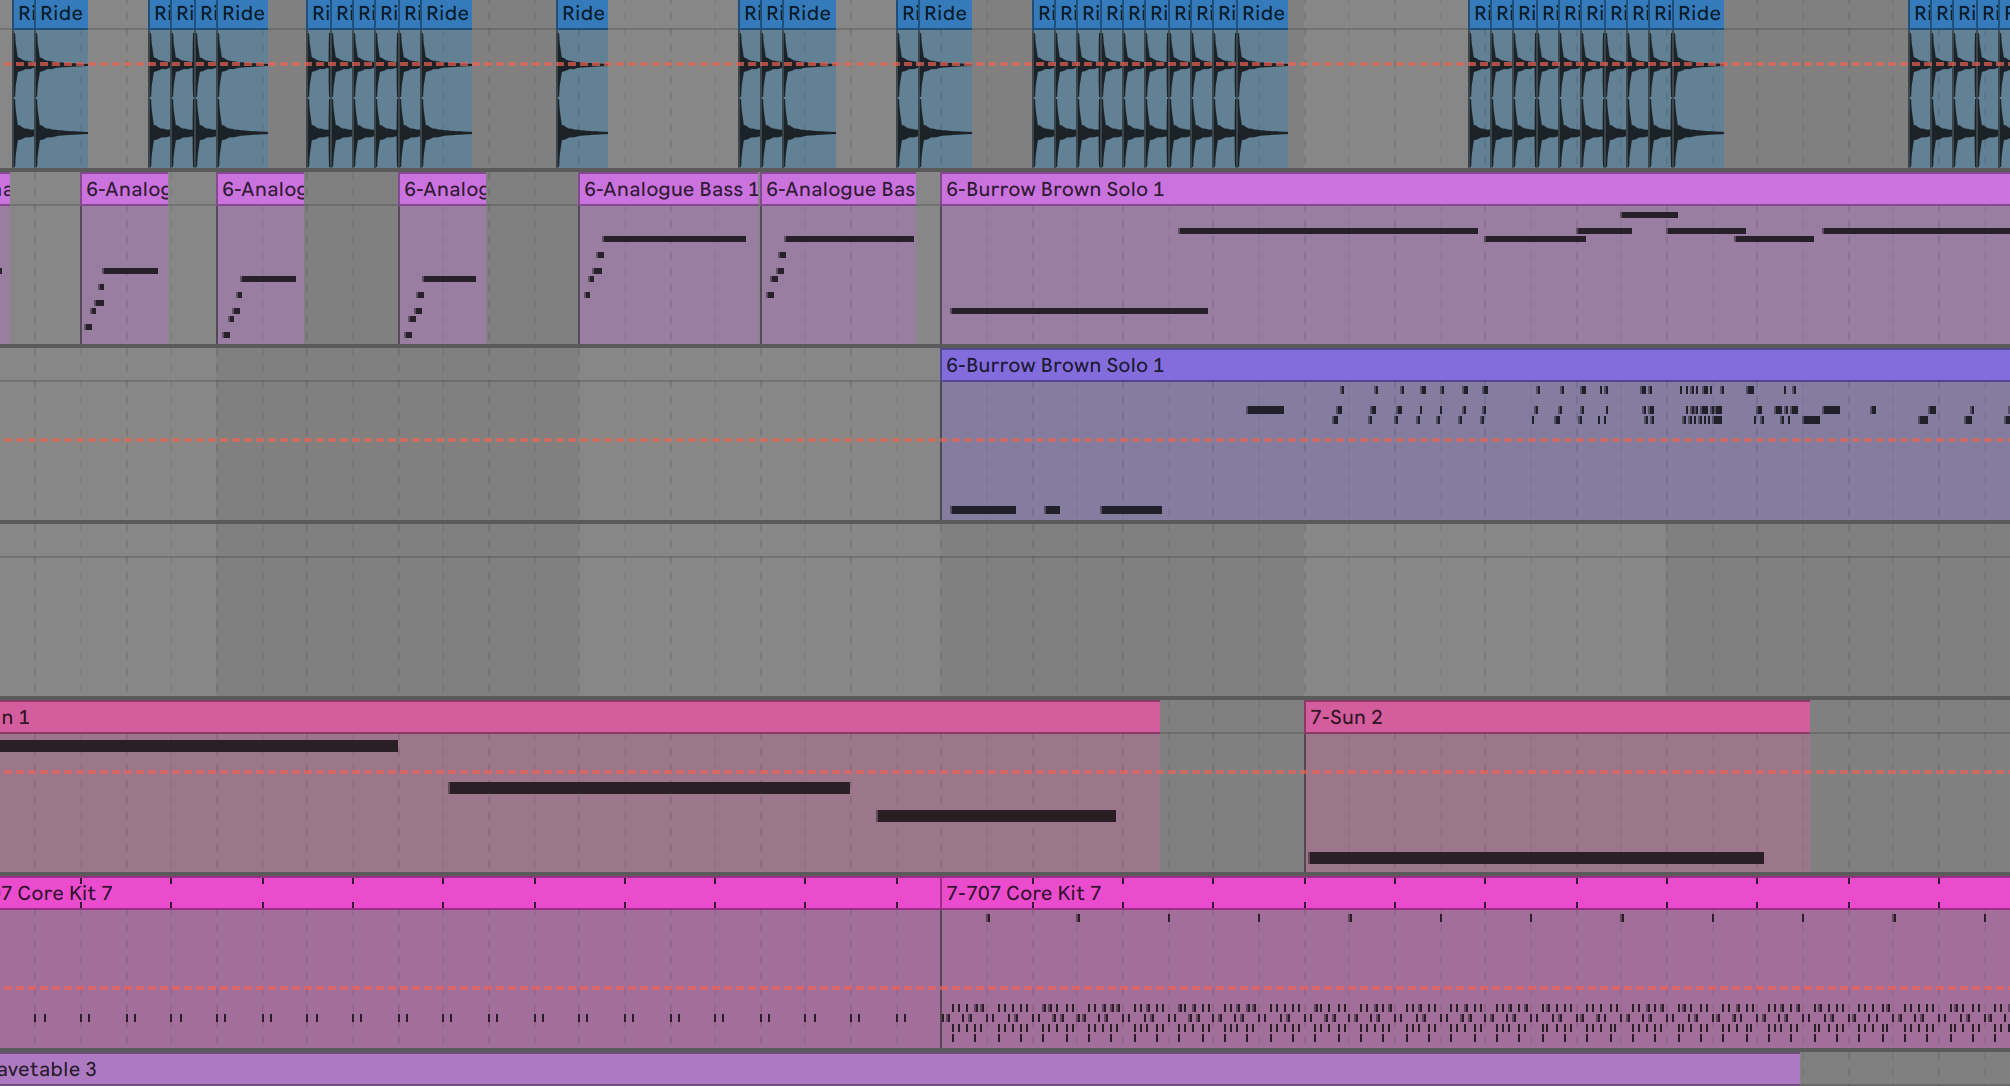 Ri Ride Ri Ri Ri Ride Ri Ri Ri Ri Ri Ride Ride Ri Ri Ride Ri Ride Ri Ri Ri Ri Ri Ri Ri Ri Ri Ride Ri Ri Ri Ri Ri Ri Ri Ri Ri Ride Ri Ri Ri Ri
6-Analog 6-Analog 6-Analog 6-Analogue Bass 1 6-Analogue Bas 6-Burrow Brown Solo 1
6-Burrow Brown Solo 1
n 1 7-Sun 2
7 Core Kit 7 7-707 Core Kit 7
avetable 3